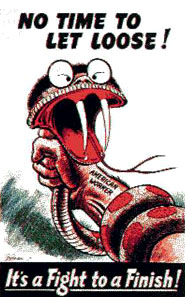 NO TIME TO
LET LOOSE!
AMERICAN
WORKER
It's a Fight to a Finish!